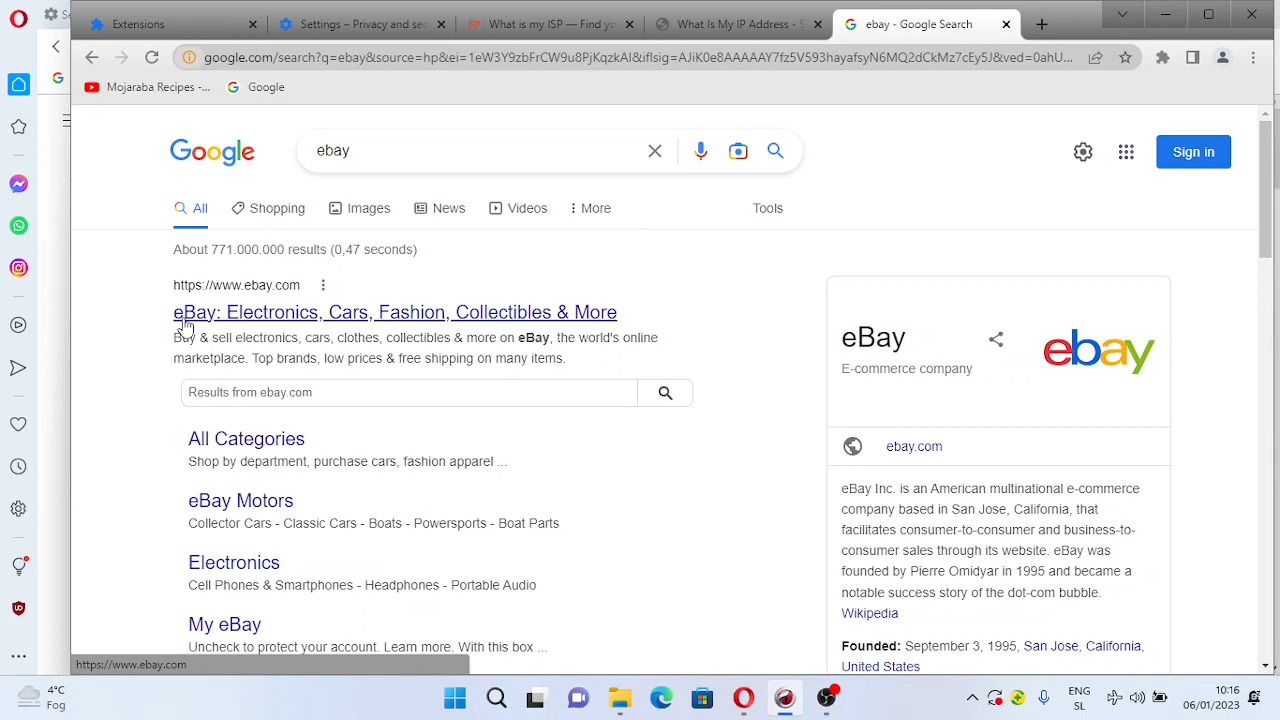 Se
Extensions
Settings – Privacy and sec
What is my ISP — Find yo
What Is My IP Address - S
ebay - Google Search
google.com/search?q=ebay&source=hp&ei=1eW3Y9zbFrCW9u8PjKqzkAI&iflsig=AJiK0e8AAAAAY7fz5V593hayafsyN6MQ2dCkMz7cEy5J&ved=0ahU...
Mojaraba Recipes -...
Google
Google
ebay
Sign in
All
Shopping
Images
News
Videos
More
Tools
About 771.000.000 results (0,47 seconds)
https://www.ebay.com
eBay: Electronics, Cars, Fashion, Collectibles & More
Buy & sell electronics, cars, clothes, collectibles & more on eBay, the world's online
marketplace. Top brands, low prices & free shipping on many items.
Results from ebay.com
All Categories
Shop by department, purchase cars, fashion apparel ...
eBay Motors
Collector Cars - Classic Cars - Boats - Powersports - Boat Parts
Electronics
Cell Phones & Smartphones - Headphones - Portable Audio
My eBay
Uncheck to protect your account. Learn more. With this box ...
eBay
E-commerce company
ebay
ebay.com
eBay Inc. is an American multinational e-commerce
company based in San Jose, California, that
facilitates consumer-to-consumer and business-to-
consumer sales through its website. eBay was
founded by Pierre Omidyar in 1995 and became a
notable success story of the dot-com bubble.
Wikipedia
Founded: September 3, 1995, San Jose, California,
United States
https://www.ebay.com
4°C
Fog
ENG
SL
10:16
06/01/2023